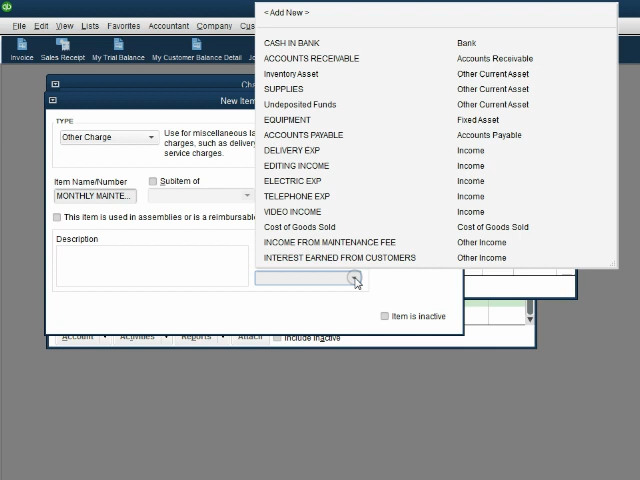 < Add New >
File Edit View Lists Favorites Accountant Company Cus
Invoice Sales Receipt My Trial Balance My Customer Balance Detail
CASH IN BANK Bank
ACCOUNTS RECEIVABLE Accounts Receivable
Inventory Asset Other Current Asset
SUPPLIES Other Current Asset
Undeposited Funds Other Current Asset
EQUIPMENT Fixed Asset
ACCOUNTS PAYABLE Accounts Payable
DELIVERY EXP Income
EDITING INCOME Income
ELECTRIC EXP Income
TELEPHONE EXP Income
VIDEO INCOME Income
Cost of Goods Sold Cost of Goods Sold
INCOME FROM MAINTENANCE FEE Other Income
INTEREST EARNED FROM CUSTOMERS Other Income
Cha
New Item
TYPE
Other Charge
Use for miscellaneous la
charges, such as delivery
service charges.
Item Name/Number Subitem of
MONTHLY MAINTE...
This item is used in assemblies or is a reimbursable
Description
Item is inactive
Account Activities Reports Attach Include inactive